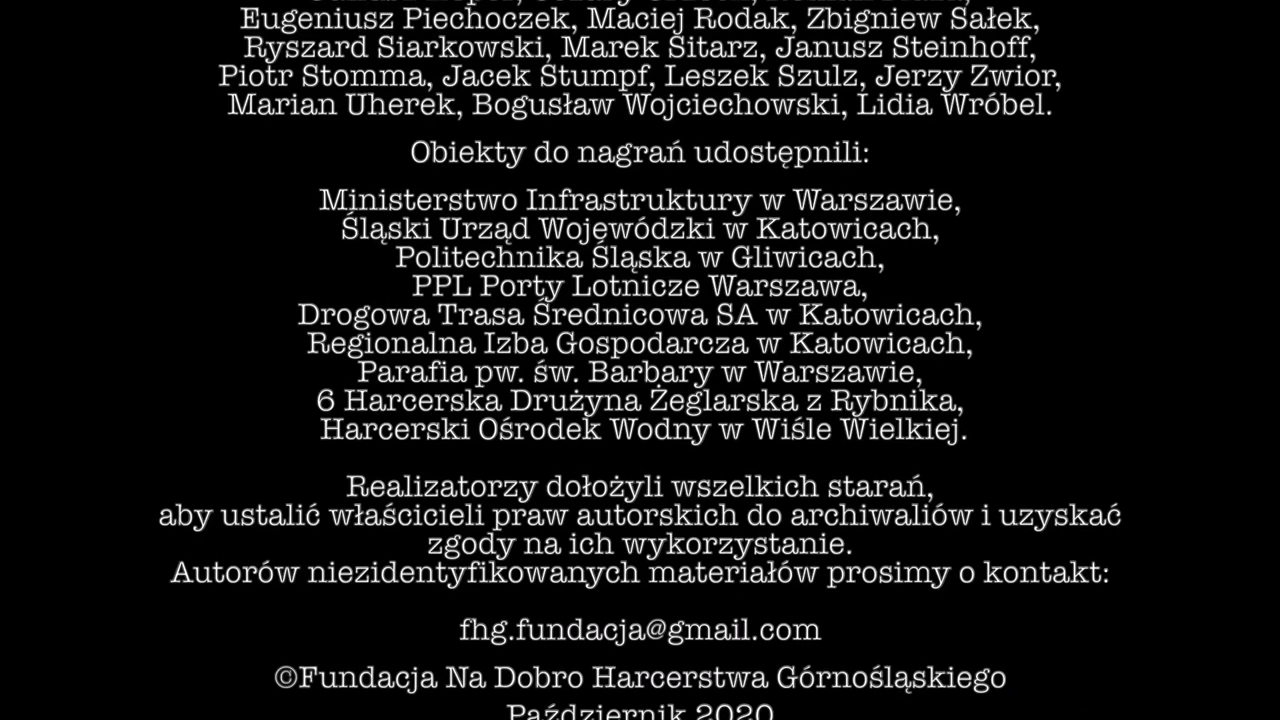 Eugeniusz Piechoczek, Maciej Rodak, Zbigniew Sałek,
Ryszard Siarkowski, Marek Sitarz, Janusz Steinhoff,
Piotr Stomma, Jacek Stumpf, Leszek Szulz, Jerzy Zwior,
Marian Uherek, Bogusław Wojciechowski, Lidia Wróbel.
Obiekty do nagrań udostępnili:
Ministerstwo Infrastruktury w Warszawie,
Śląski Urząd Wojewódzki w Katowicach,
Politechnika Śląska w Gliwicach,
PPL Porty Lotnicze Warszawa,
Drogowa Trasa Średnicowa SA w Katowicach,
Regionalna Izba Gospodarcza w Katowicach,
Parafia pw. św. Barbary w Warszawie,
6 Harcerska Drużyna Żeglarska z Rybnika,
Harcerski Ośrodek Wodny w Wiśle Wielkiej.
Realizatorzy dołożyli wszelkich starań,
aby ustalić właścicieli praw autorskich do archiwaliów i uzyskać
zgody na ich wykorzystanie.
Autorów niezidentyfikowanych materiałów prosimy o kontakt:
fhg.fundacja@gmail.com
©Fundacja Na Dobro Harcerstwa Górnośląskiego
Październik 2020